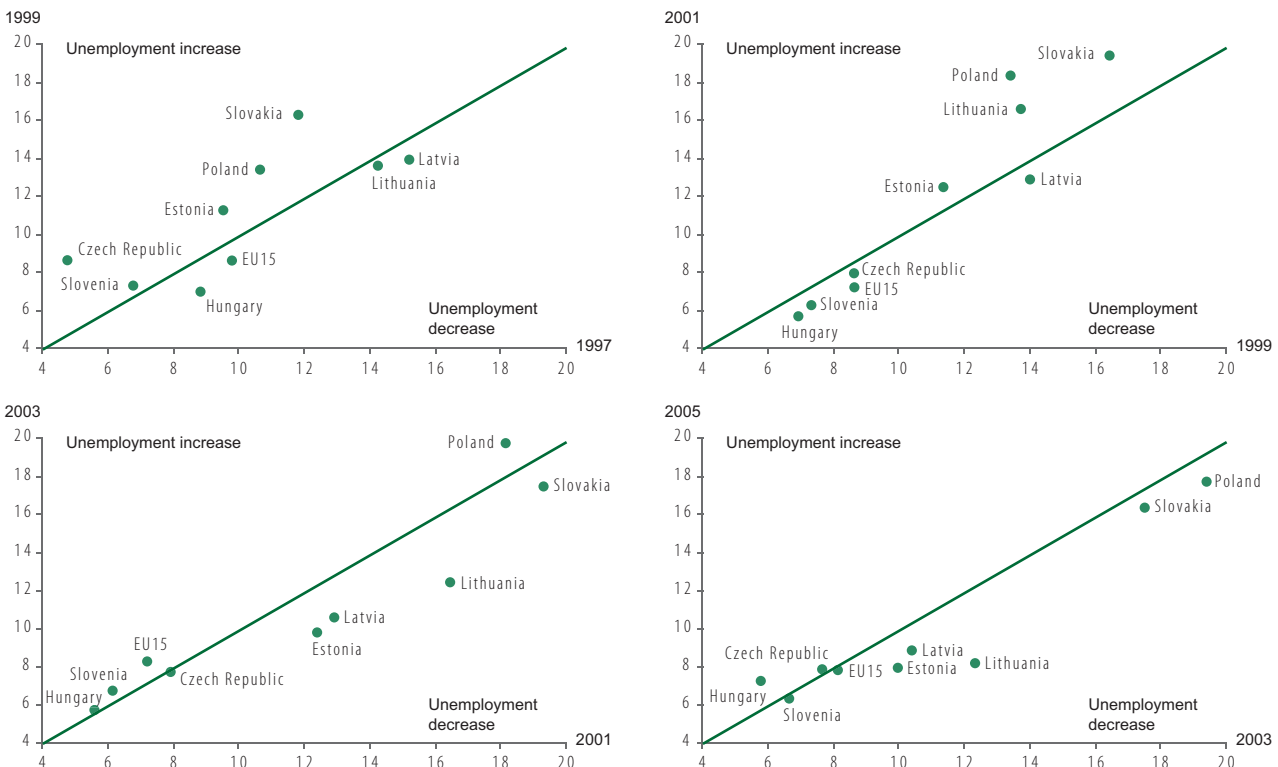 1999
Unemployment increase
20
18
16
14
12
10
8
6
4
Slovakia
Poland
Latvia
Lithuania
Estonia
Czech Republic
EU15
Slovenia
Hungary
Unemployment
decrease
1997
4 6 8 10 12 14 16 18 20
2001
Unemployment increase
20
18
16
14
12
10
8
6
4
Slovakia
Poland
Lithuania
Estonia
Latvia
Czech Republic
EU15
Slovenia
Hungary
Unemployment
decrease
1999
4 6 8 10 12 14 16 18 20
2003
Unemployment increase
20
18
16
14
12
10
8
6
4
Poland
Slovakia
Lithuania
Latvia
Estonia
EU15
Slovenia
Czech Republic
Hungary
Unemployment
decrease
2001
4 6 8 10 12 14 16 18 20
2005
Unemployment increase
20
18
16
14
12
10
8
6
4
Poland
Slovakia
Czech Republic
Latvia
Lithuania
EU15
Estonia
Hungary
Slovenia
Unemployment
decrease
2003
4 6 8 10 12 14 16 18 20